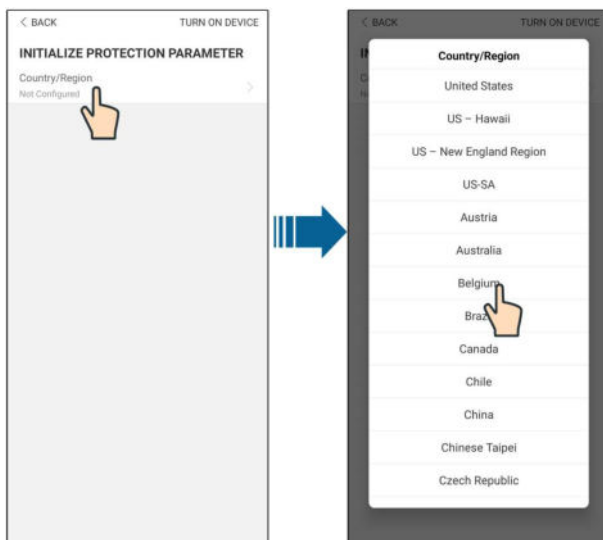 < BACK
TURN ON DEVICE
INITIALIZE PROTECTION PARAMETER
Country/Region
Not Configured
< BACK
TURN ON DEVICE
Country/Region
United States
US – Hawaii
US – New England Region
US-SA
Austria
Australia
Belgium
Canada
Chile
China
Chinese Taipei
Czech Republic